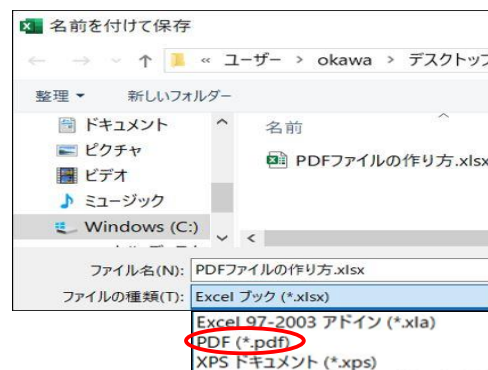 名前を付けて保存
« ユーザー > okawa > デスクトップ
整理 新しいフォルダー
ドキュメント
ピクチャ
ビデオ
ミュージック
Windows (C:)
名前
PDFファイルの作り方.xlsx
ファイル名(N): PDFファイルの作り方.xlsx
ファイルの種類(T): Excel ブック (*.xlsx)
Excel 97-2003 アドイン (*.xla)
PDF (*.pdf)
XPS ドキュメント (*.xps)